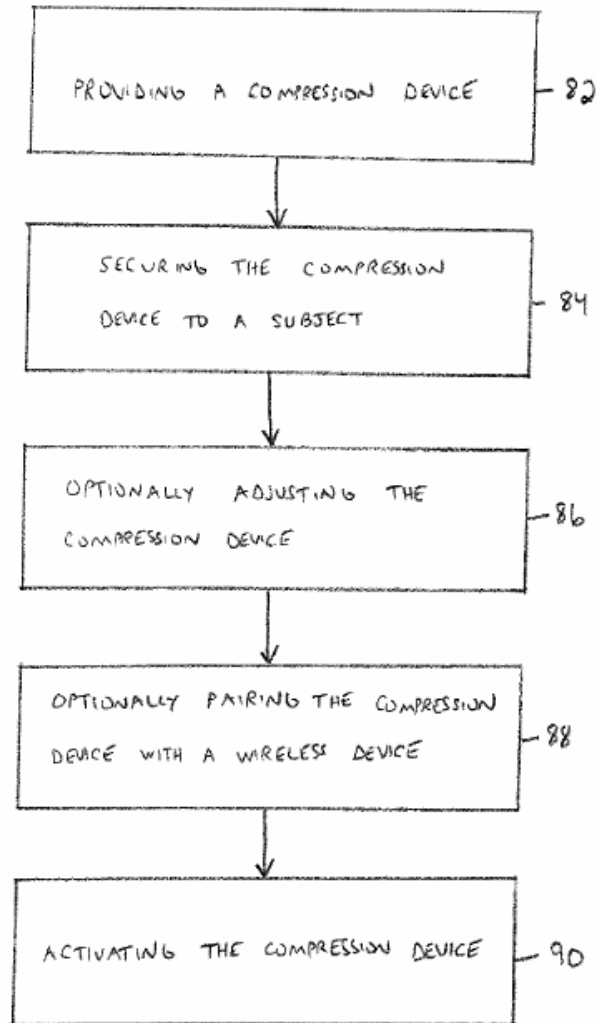 PROVIDING A COMPRESSION DEVICE
82
SECURING THE COMPRESSION
DEVICE TO A SUBJECT
84
OPTIONALLY ADJUSTING THE
COMPRESSION DEVICE
86
OPTIONALLY PAIRING THE COMPRESSION
DEVICE WITH A WIRELESS DEVICE
88
ACTIVATING THE COMPRESSION DEVICE
90